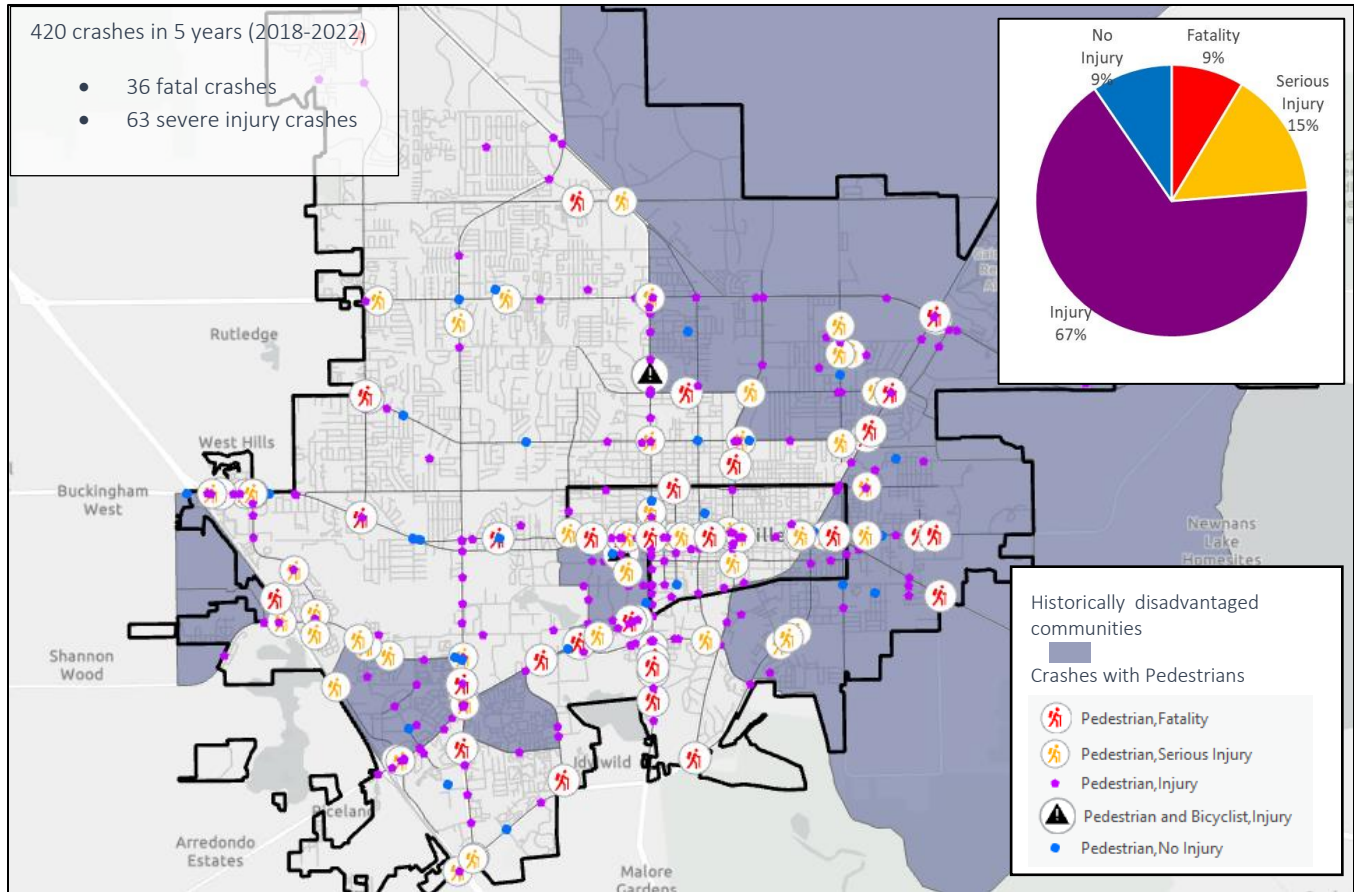 420 crashes in 5 years (2018-2022)
• 36 fatal crashes
• 63 severe injury crashes
No
Injury
9%
Fatality
9%
Serious
Injury
15%
Injury
67%
Rutledge
West Hills
Buckingham
West
Shannon
Wood
Newnans
Lake
Homesites
Idylwild
Arredondo
Estates
Malore
Gardens
Historically disadvantaged
communities
Crashes with Pedestrians
Pedestrian,Fatality
Pedestrian,Serious Injury
Pedestrian,Injury
Pedestrian and Bicyclist,Injury
Pedestrian,No Injury